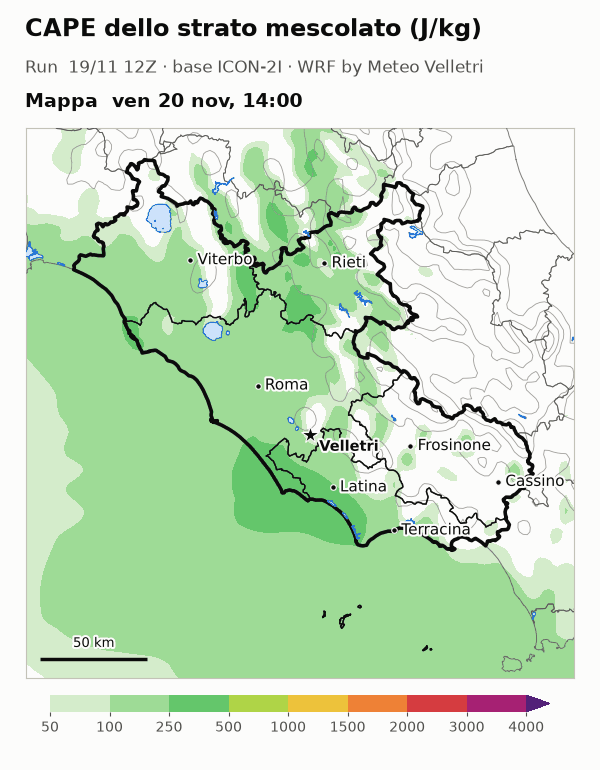 CAPE dello strato mescolato (J/kg)
Run  19/11 12Z · base ICON-2I · WRF by Meteo Velletri
Mappa  ven 20 nov, 14:00
Viterbo
Rieti
Roma
Velletri
Frosinone
Cassino
Latina
Terracina
50 km
50 100 250 500 1000 1500 2000 3000 4000